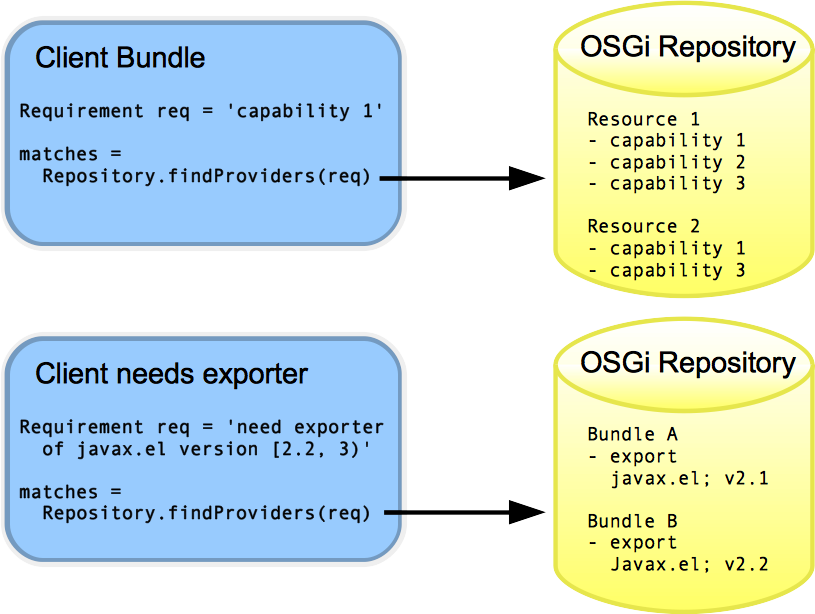 Client Bundle
Requirement req = 'capability 1'
matches =
Repository.findProviders(req)
OSGi Repository
Resource 1
- capability 1
- capability 2
- capability 3
Resource 2
- capability 1
- capability 3
Client needs exporter
Requirement req = 'need exporter
of javax.el version [2.2, 3)'
matches =
Repository.findProviders(req)
OSGi Repository
Bundle A
- export
javax.el; v2.1
Bundle B
- export
Javax.el; v2.2